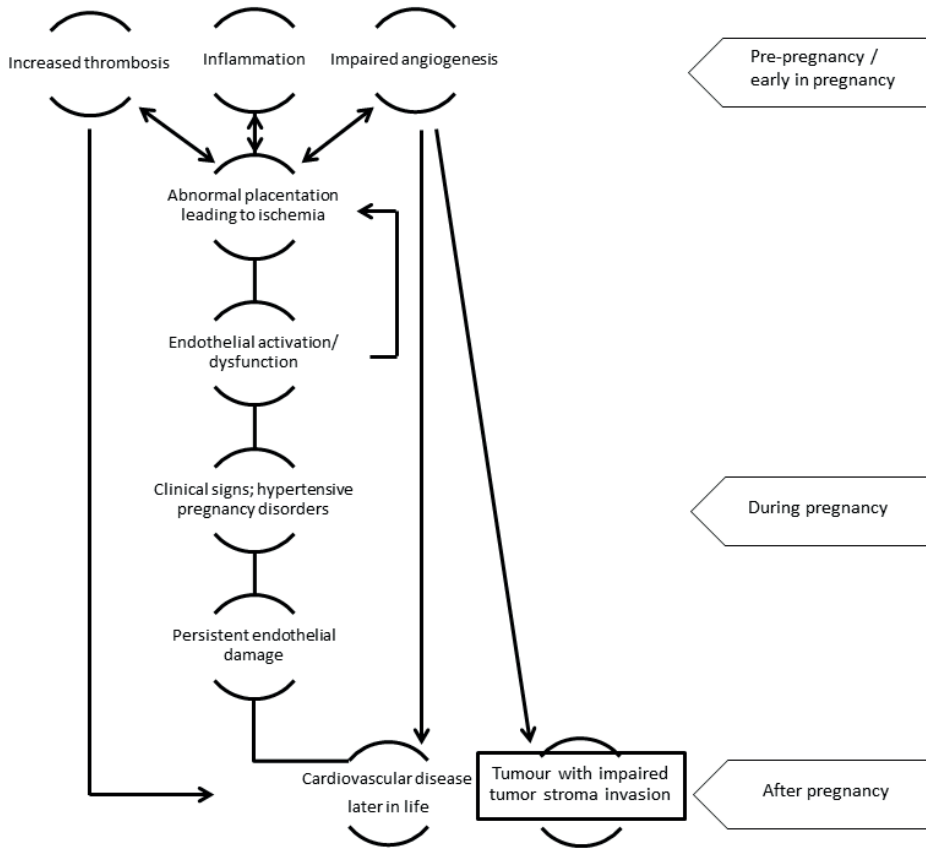 Increased thrombosis
Inflammation
Impaired angiogenesis
Pre-pregnancy /
early in pregnancy
Abnormal placentation
leading to ischemia
Endothelial activation/
dysfunction
Clinical signs; hypertensive
pregnancy disorders
During pregnancy
Persistent endothelial
damage
Cardiovascular disease
later in life
Tumour with impaired
tumor stroma invasion
After pregnancy